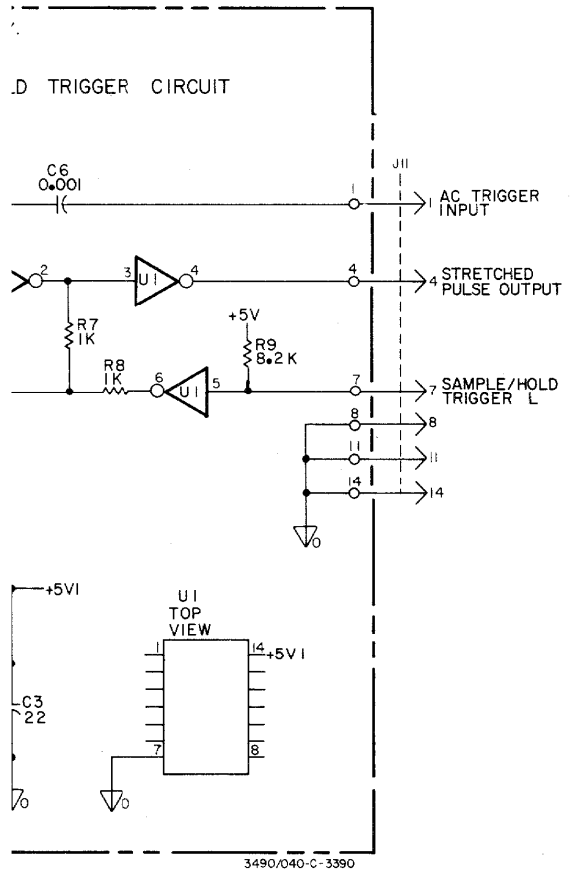 LD TRIGGER CIRCUIT
J11
C6
0.001
1
1 AC TRIGGER
INPUT
2
3 U1 4
4
4 STRETCHED
PULSE OUTPUT
R7
1K
+5V
R9
8.2K
R8
1K
6
U1
5
7
7 SAMPLE/HOLD
TRIGGER L
8
8
11
11
14
14
0
+5V1
U1
TOP
VIEW
1
14 +5V1
C3
22
7
8
0
0
3490/040-C-3390